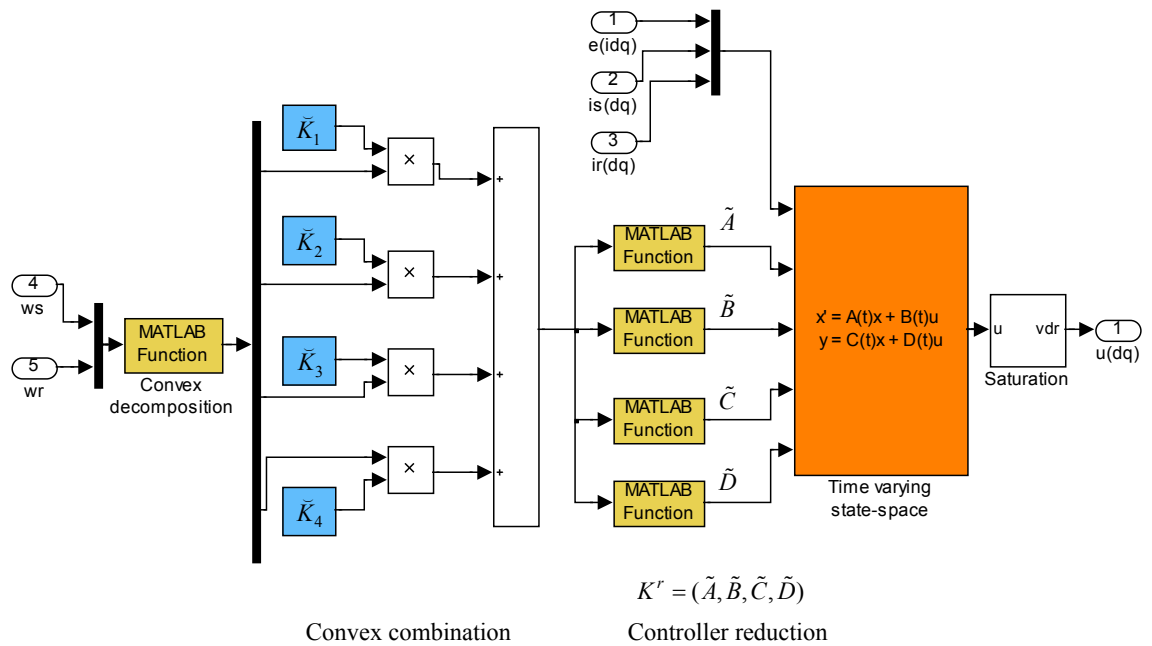 1
e(idq)
2
is(dq)
3
ir(dq)
K̆₁
×
+
K̆₂
×
+
4
ws
5
wr
MATLAB
Function
Convex
decomposition
K̆₃
×
+
K̆₄
×
+
MATLAB
Function
Ã
MATLAB
Function
B̃
MATLAB
Function
C̃
MATLAB
Function
D̃
x' = A(t)x + B(t)u
y = C(t)x + D(t)u
Time varying
state-space
u vdr
Saturation
1
u(dq)
Kʳ = (Ã, B̃, C̃, D̃)
Convex combination
Controller reduction